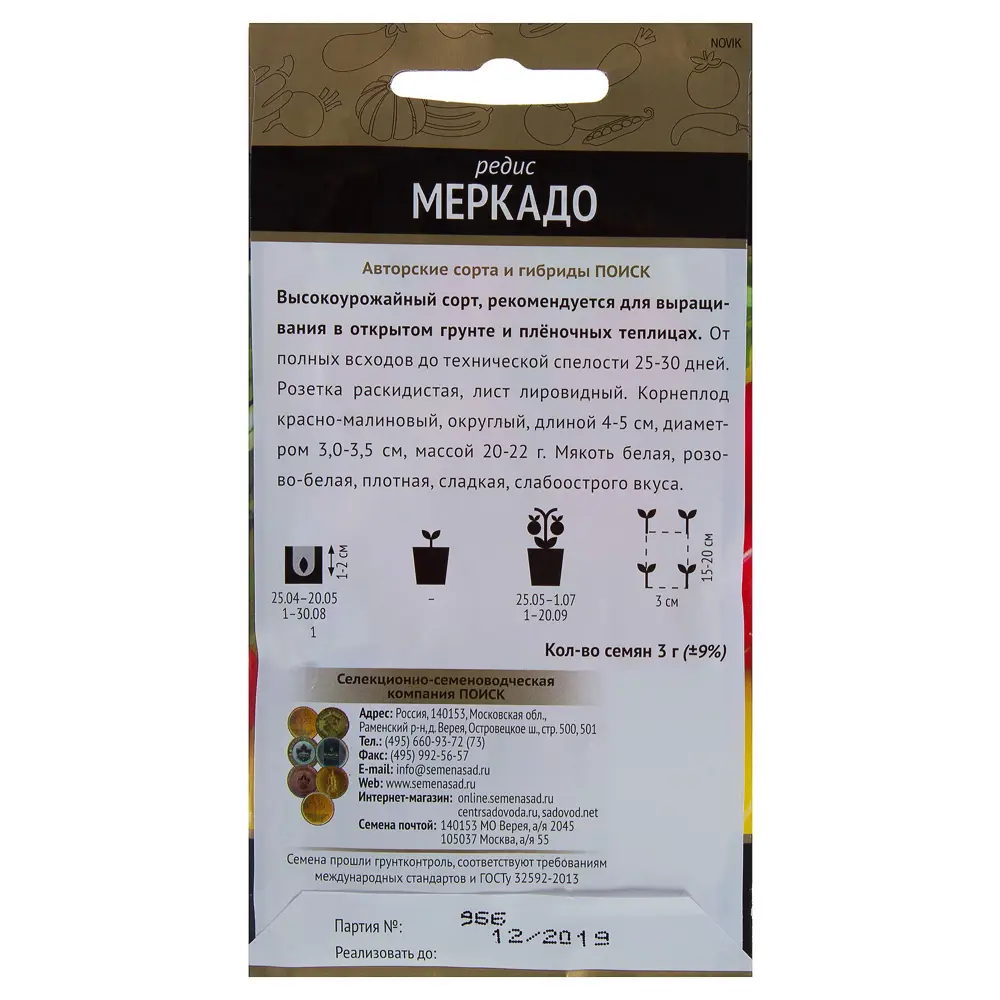 NOVIK
редис
МЕРКАДО
Авторские сорта и гибриды ПОИСК
Высокоурожайный сорт, рекомендуется для выращи-
вания в открытом грунте и плёночных теплицах. От
полных всходов до технической спелости 25-30 дней.
Розетка раскидистая, лист лировидный. Корнеплод
красно-малиновый, округлый, длиной 4-5 см, диамет-
ром 3,0-3,5 см, массой 20-22 г. Мякоть белая, розо-
во-белая, плотная, сладкая, слабоострого вкуса.
1-2 см
15-20 см
25.04–20.05
1–30.08
1
–
25.05–1.07
1–20.09
3 см
Кол-во семян 3 г (±9%)
Селекционно-семеноводческая
компания ПОИСК
Адрес: Россия, 140153, Московская обл.,
Раменский р-н, д. Верея, Островецкое ш., стр. 500, 501
Тел.: (495) 660-93-72 (73)
Факс: (495) 992-56-57
E-mail: info@semenasad.ru
Web: www.semenasad.ru
Интернет-магазин: online.semenasad.ru
centrsadovoda.ru, sadovod.net
Семена почтой: 140153 МО Верея, а/я 2045
105037 Москва, а/я 55
Семена прошли грунтконтроль, соответствуют требованиям
международных стандартов и ГОСТу 32592-2013
Партия №: 966
12/2019
Реализовать до: